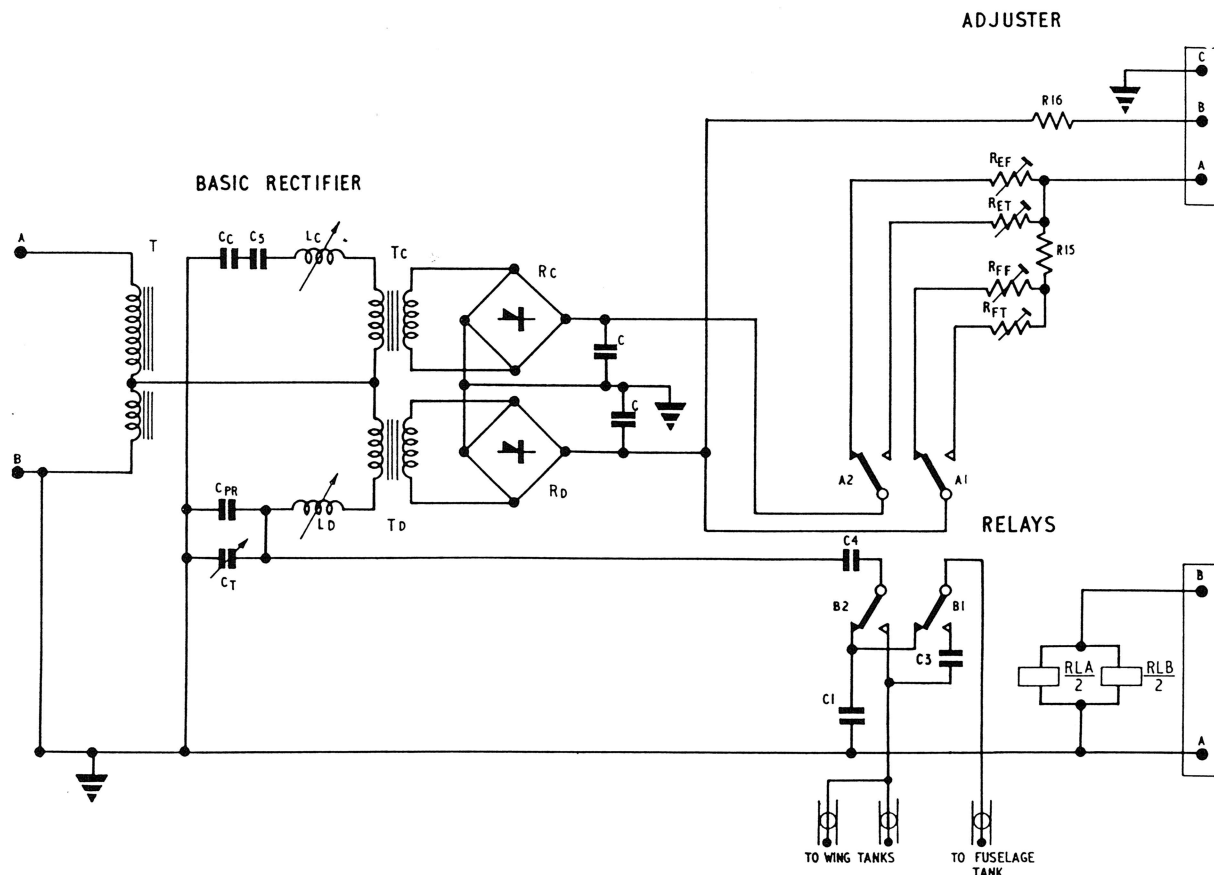 ADJUSTER
C
R16
B
REF
A
BASIC RECTIFIER
RET
A
T
CC
CS
LC
TC
RC
R15
RFF
RFT
C
C
B
A2
A1
CPR
LD
TD
RD
RELAYS
C4
CT
B
B2
B1
C3
RLA
2
RLB
2
C1
A
TO WING TANKS
TO FUSELAGE
TANK